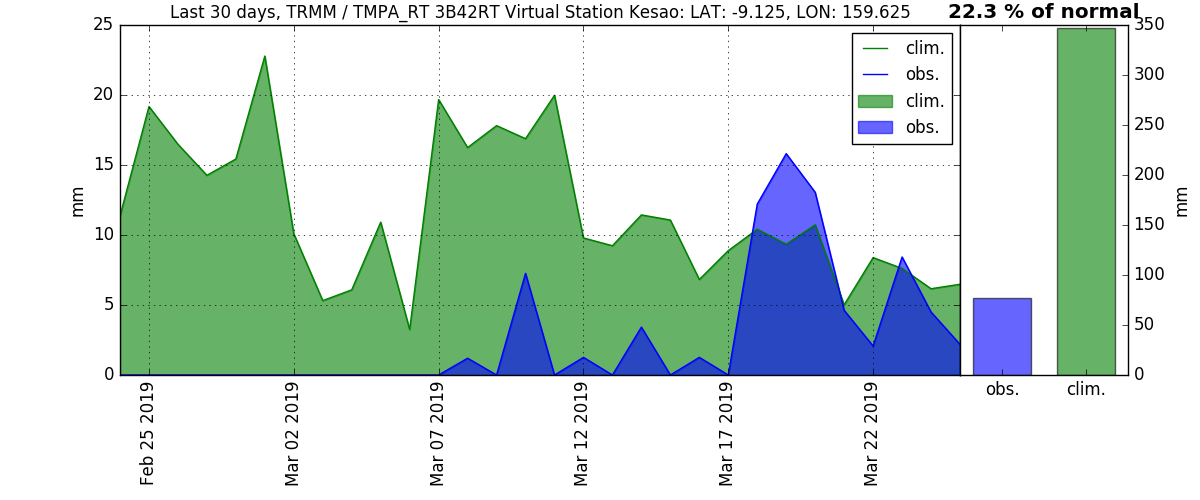 Last 30 days, TRMM / TMPA_RT 3B42RT Virtual Station Kesao: LAT: -9.125, LON: 159.625
22.3 % of normal
25
20
15
10
5
0
mm
clim.
obs.
clim.
obs.
Feb 25 2019
Mar 02 2019
Mar 07 2019
Mar 12 2019
Mar 17 2019
Mar 22 2019
350
300
250
200
150
100
50
0
mm
obs.
clim.